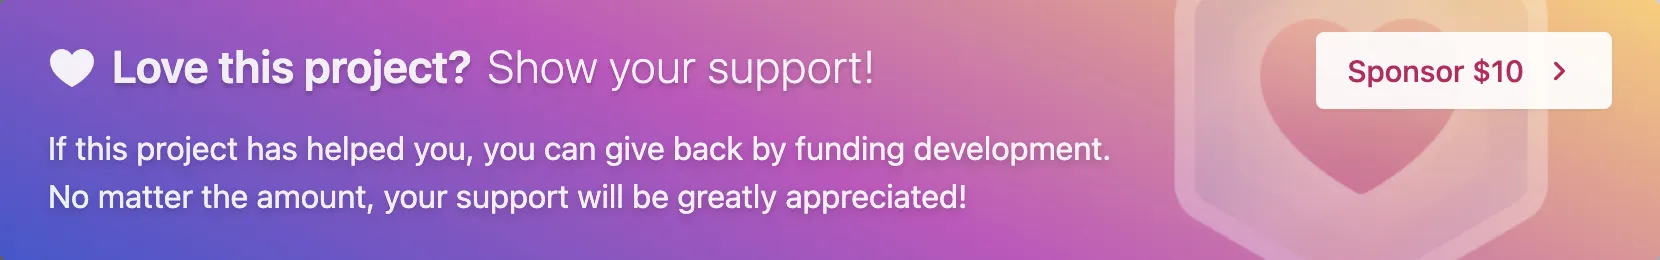 Love this project? Show your support!
Sponsor $10
If this project has helped you, you can give back by funding development.
No matter the amount, your support will be greatly appreciated!